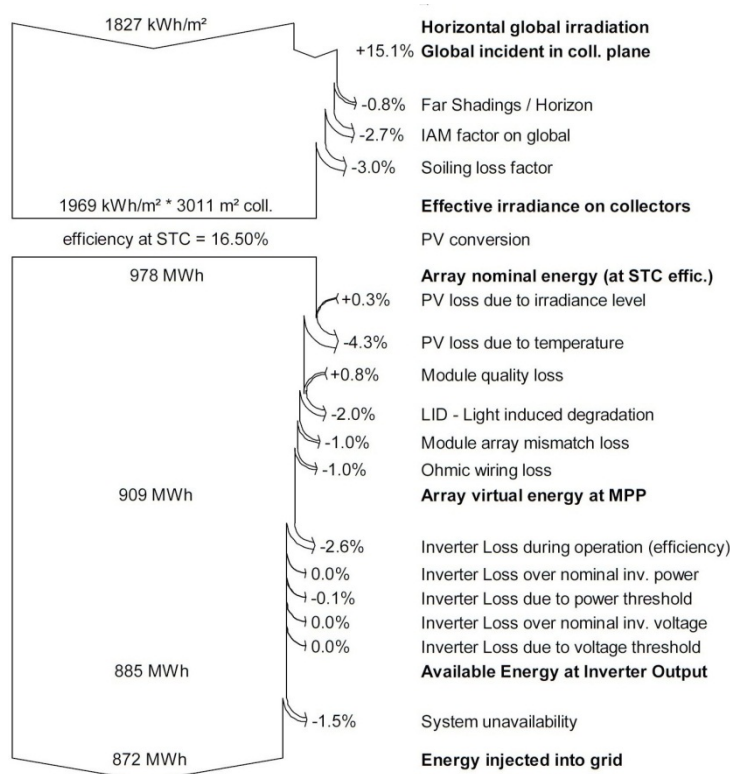 1827 kWh/m² Horizontal global irradiation
+15.1% Global incident in coll. plane
-0.8% Far Shadings / Horizon
-2.7% IAM factor on global
-3.0% Soiling loss factor
1969 kWh/m² * 3011 m² coll. Effective irradiance on collectors
efficiency at STC = 16.50% PV conversion
978 MWh Array nominal energy (at STC effic.)
+0.3% PV loss due to irradiance level
-4.3% PV loss due to temperature
+0.8% Module quality loss
-2.0% LID - Light induced degradation
-1.0% Module array mismatch loss
-1.0% Ohmic wiring loss
909 MWh Array virtual energy at MPP
-2.6% Inverter Loss during operation (efficiency)
0.0% Inverter Loss over nominal inv. power
-0.1% Inverter Loss due to power threshold
0.0% Inverter Loss over nominal inv. voltage
0.0% Inverter Loss due to voltage threshold
885 MWh Available Energy at Inverter Output
-1.5% System unavailability
872 MWh Energy injected into grid